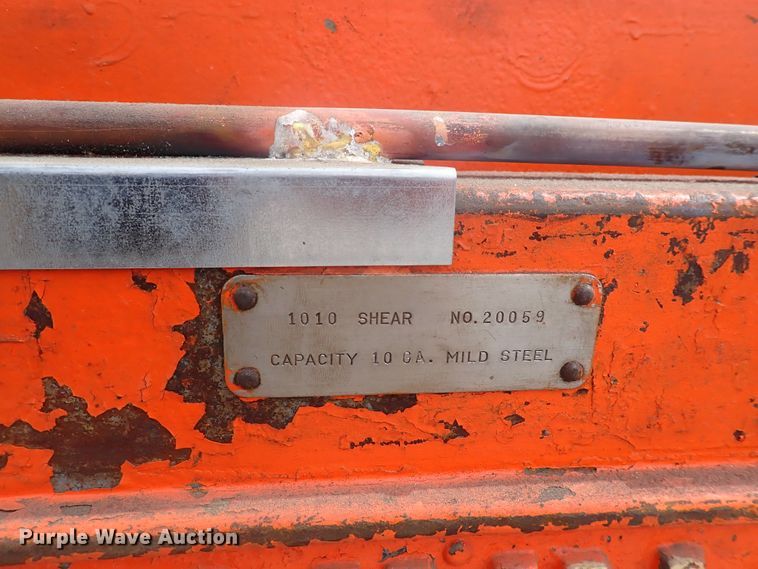 1010 SHEAR NO. 20059
CAPACITY 10 GA. MILD STEEL
Purple Wave Auction